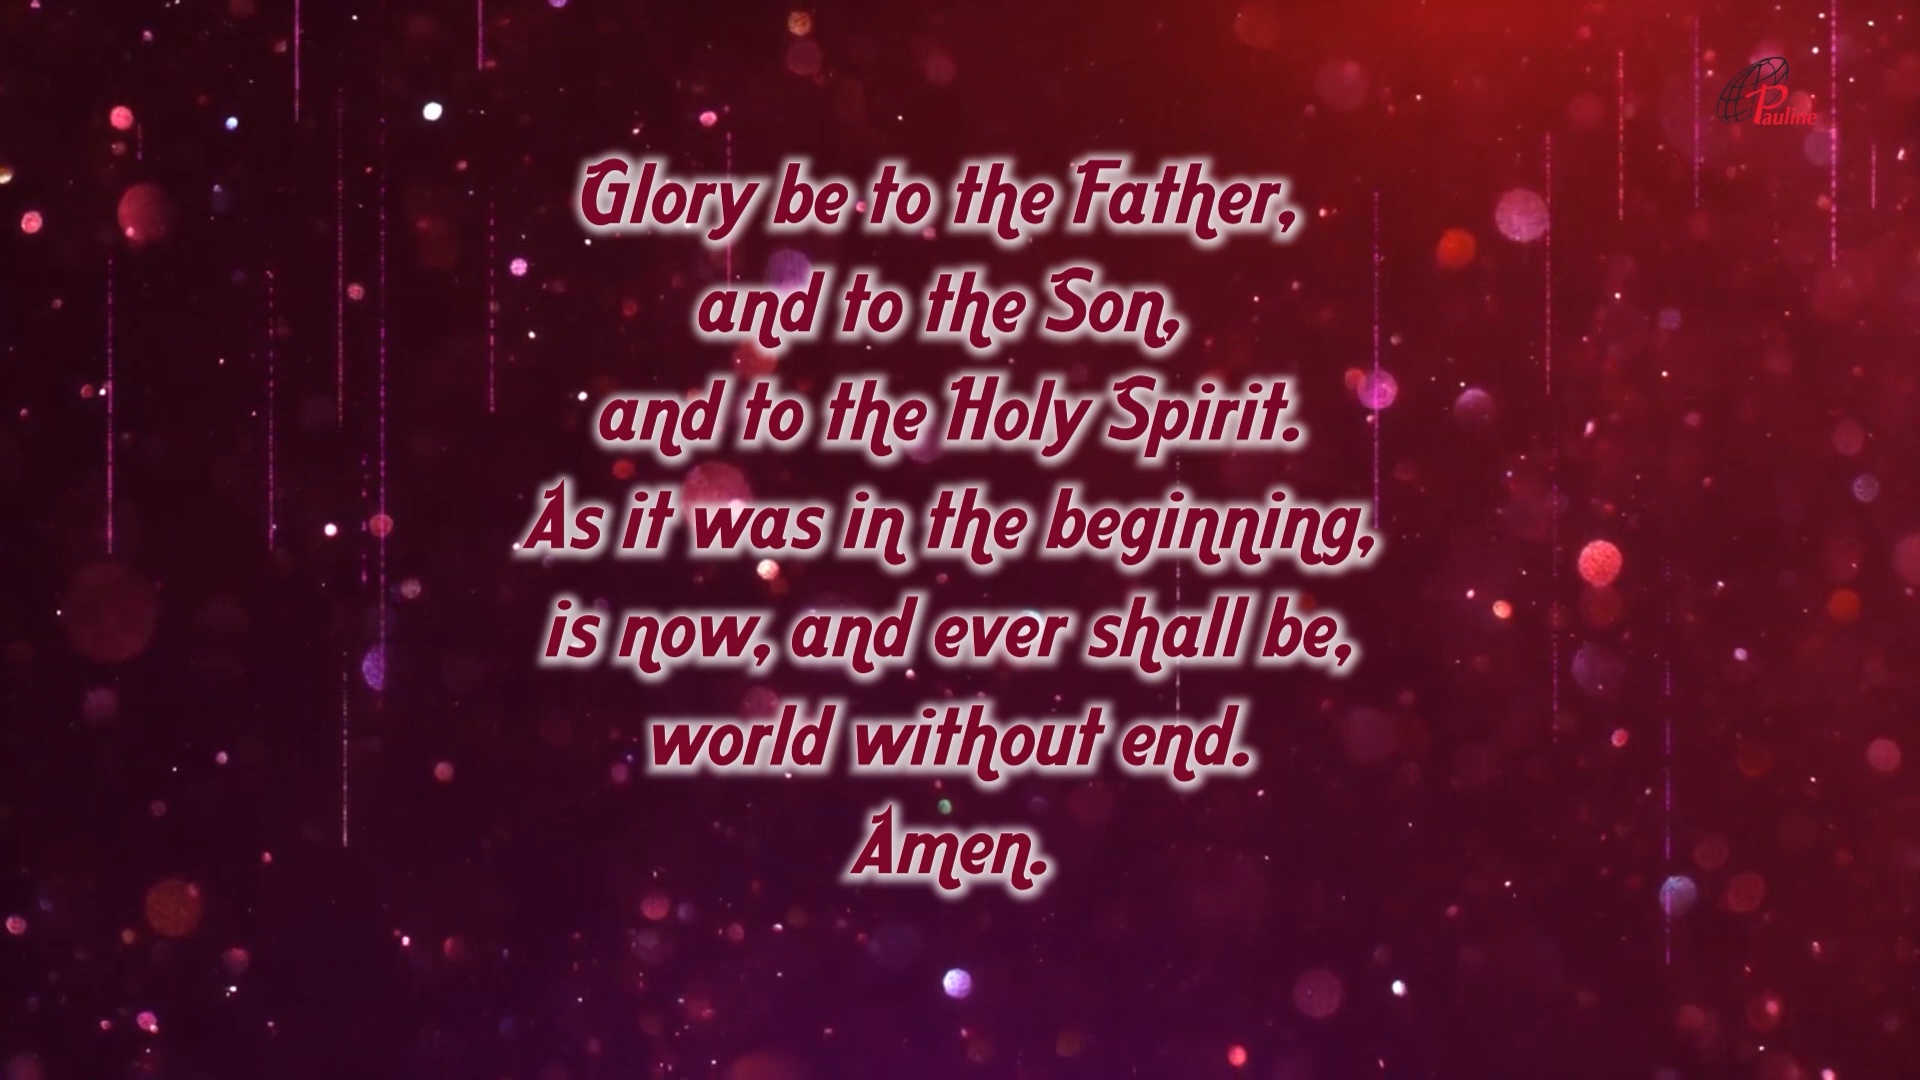 Pauline
Glory be to the Father,
and to the Son,
and to the Holy Spirit.
As it was in the beginning,
is now, and ever shall be,
world without end.
Amen.